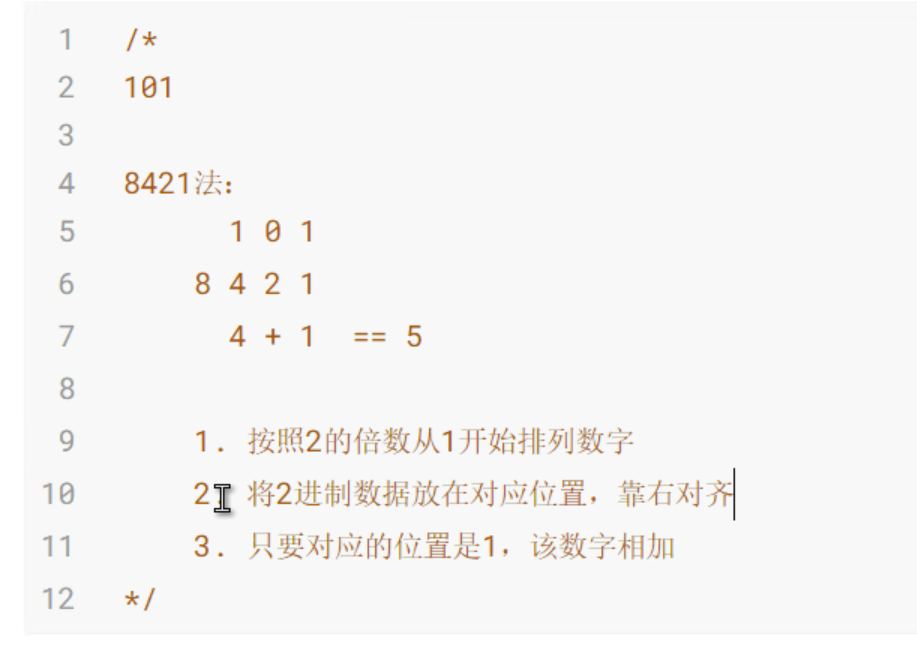 1 /*
2 101
3
4 8421法：
5 1 0 1
6 8 4 2 1
7 4 + 1 == 5
8
9 1. 按照2的倍数从1开始排列数字
10 2. 将2进制数据放在对应位置，靠右对齐
11 3. 只要对应的位置是1，该数字相加
12 */